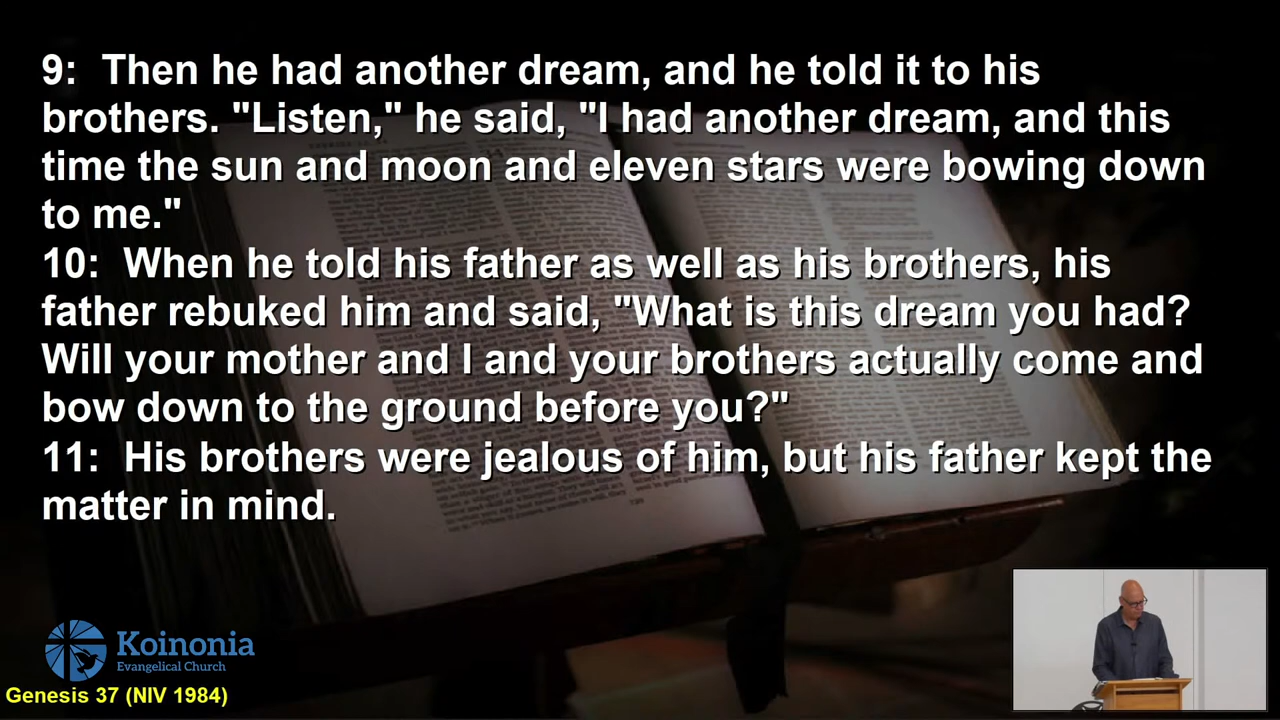 9: Then he had another dream, and he told it to his
brothers. "Listen," he said, "I had another dream, and this
time the sun and moon and eleven stars were bowing down
to me."
10: When he told his father as well as his brothers, his
father rebuked him and said, "What is this dream you had?
Will your mother and I and your brothers actually come and
bow down to the ground before you?"
11: His brothers were jealous of him, but his father kept the
matter in mind.
Koinonia
Evangelical Church
Genesis 37 (NIV 1984)